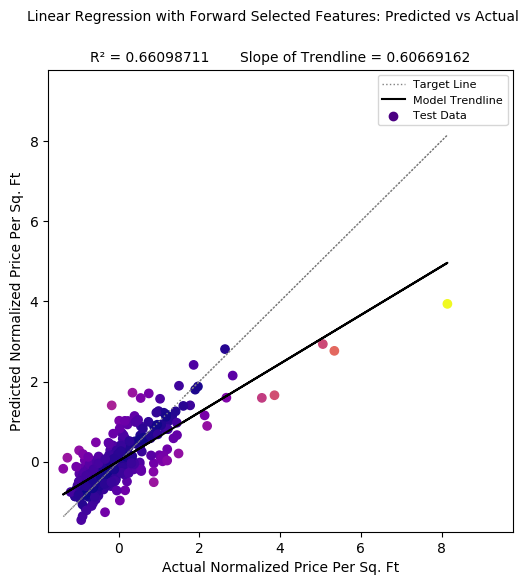 Linear Regression with Forward Selected Features: Predicted vs Actual
R² = 0.66098711 Slope of Trendline = 0.60669162
Target Line
Model Trendline
Test Data
Predicted Normalized Price Per Sq. Ft
8
6
4
2
0
0 2 4 6 8
Actual Normalized Price Per Sq. Ft